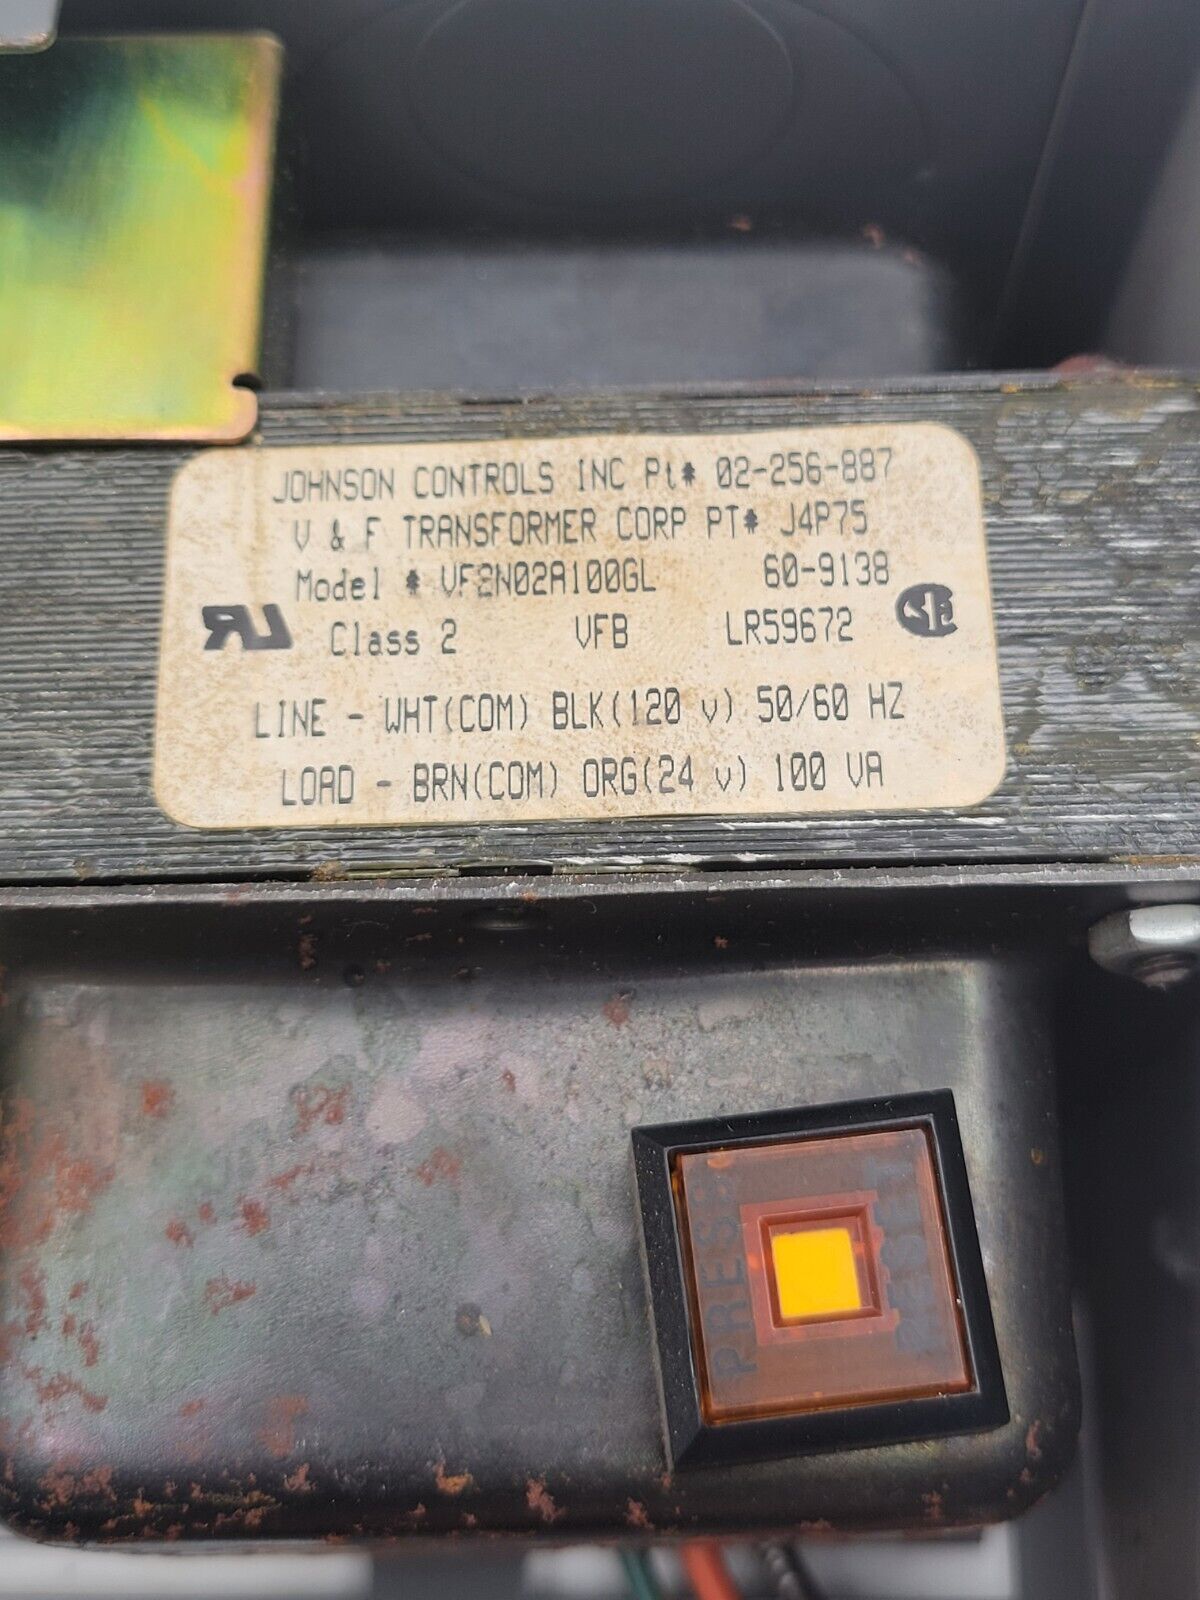 JOHNSON CONTROLS INC Pt# 02-256-887
V & F TRANSFORMER CORP PT# J4P75
Model # VF2N02A100GL 60-9138
Class 2 VFB LR59672
LINE - WHT(COM) BLK(120 v) 50/60 HZ
LOAD - BRN(COM) ORG(24 v) 100 VA
PRESS
RESET